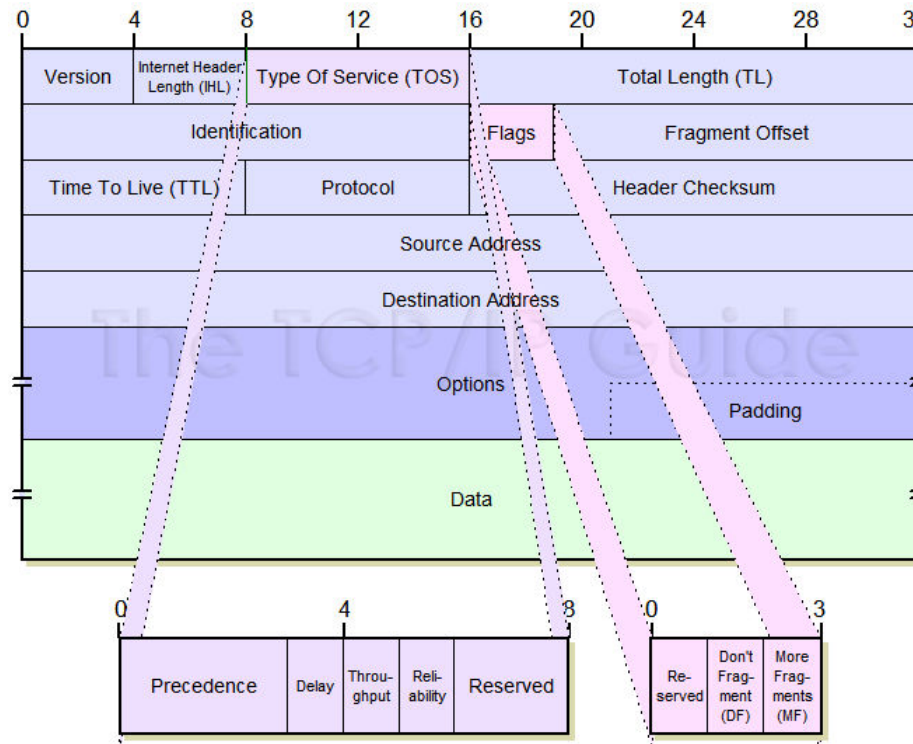 0 4 8 12 16 20 24 28 3
Version Internet Header Type Of Service (TOS) Total Length (TL)
Length (IHL)
Identification Flags Fragment Offset
Time To Live (TTL) Protocol Header Checksum
Source Address
Destination Address
The TCP/IP Guide
Options
Padding
Data
0 4 8 0 3
Precedence Delay Throu- Reli- Reserved Re- Don't More
ghput ability served Fragment Frag-
(DF) ments
(MF)